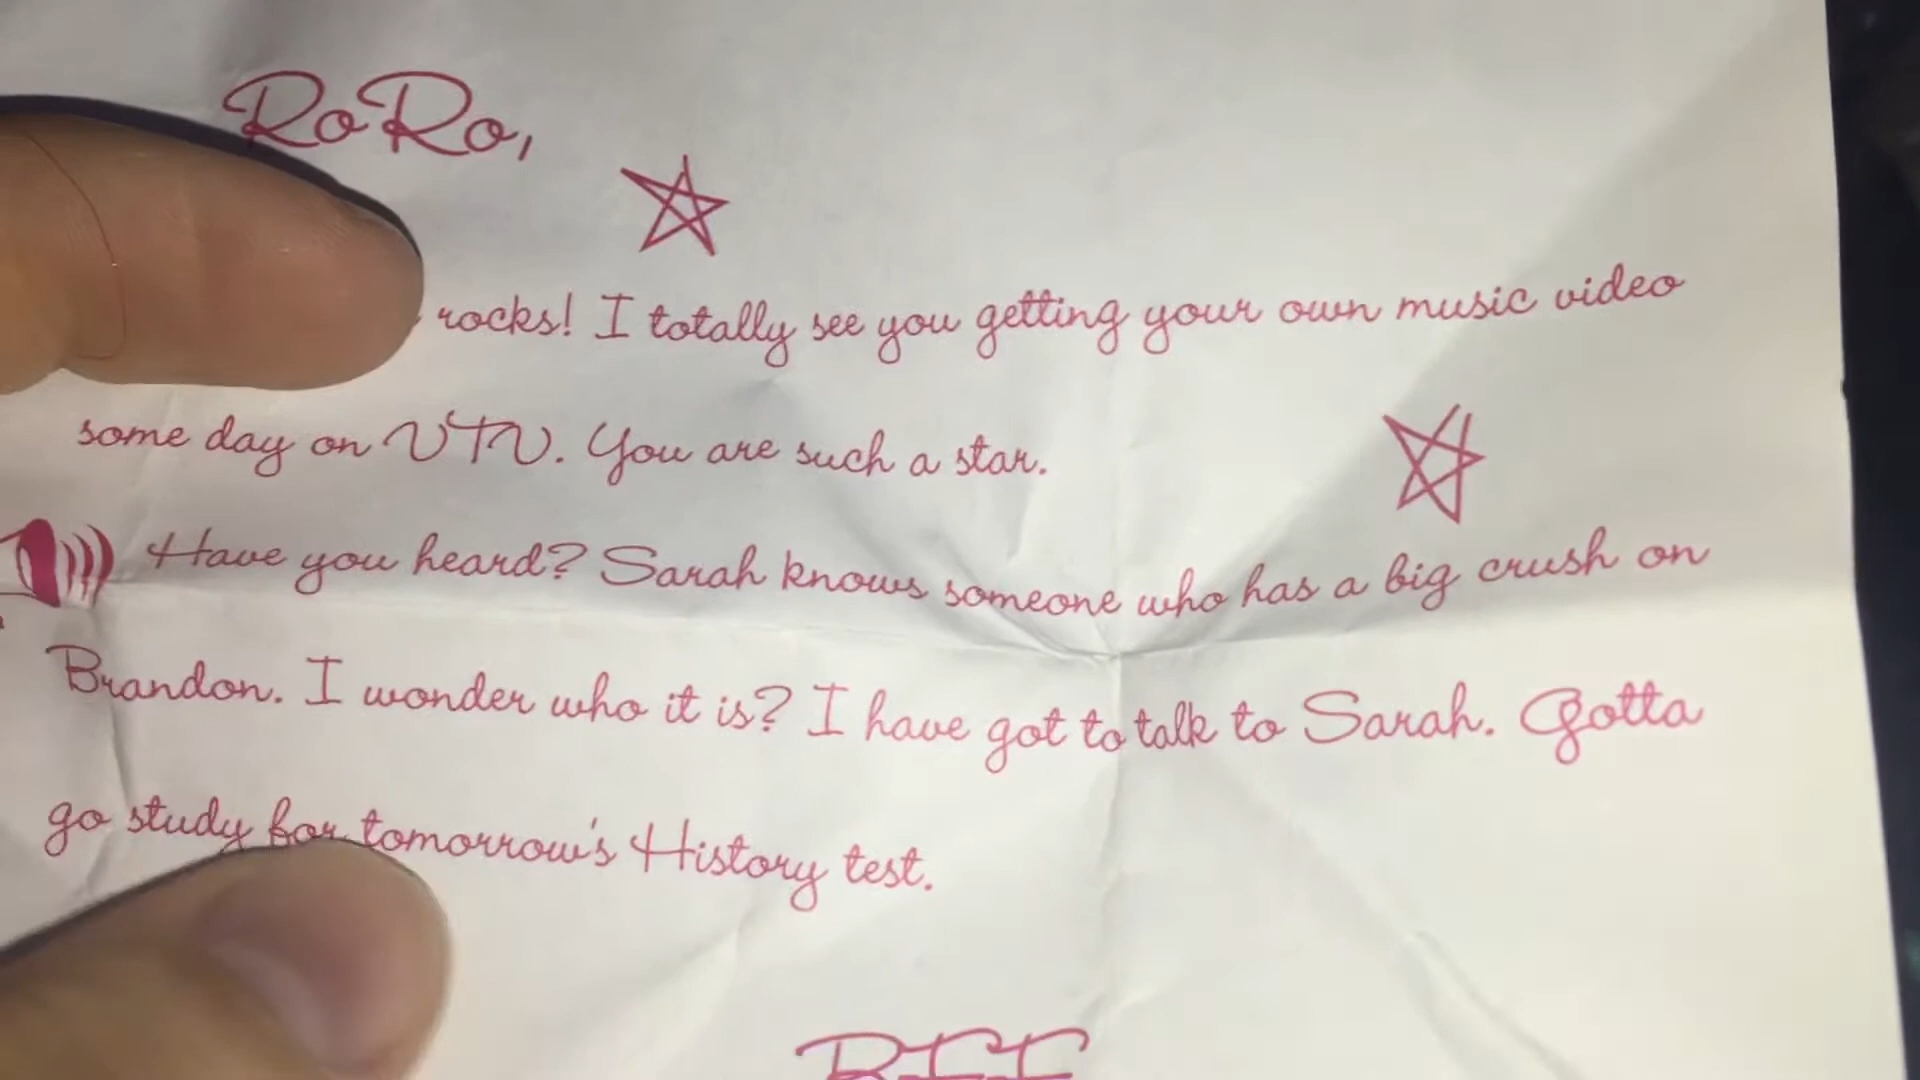 RoRo,
rocks! I totally see you getting your own music video
some day on VTV. You are such a star.
Have you heard? Sarah knows someone who has a big crush on
Brandon. I wonder who it is? I have got to talk to Sarah. Gotta
go study for tomorrow's History test.
BFF